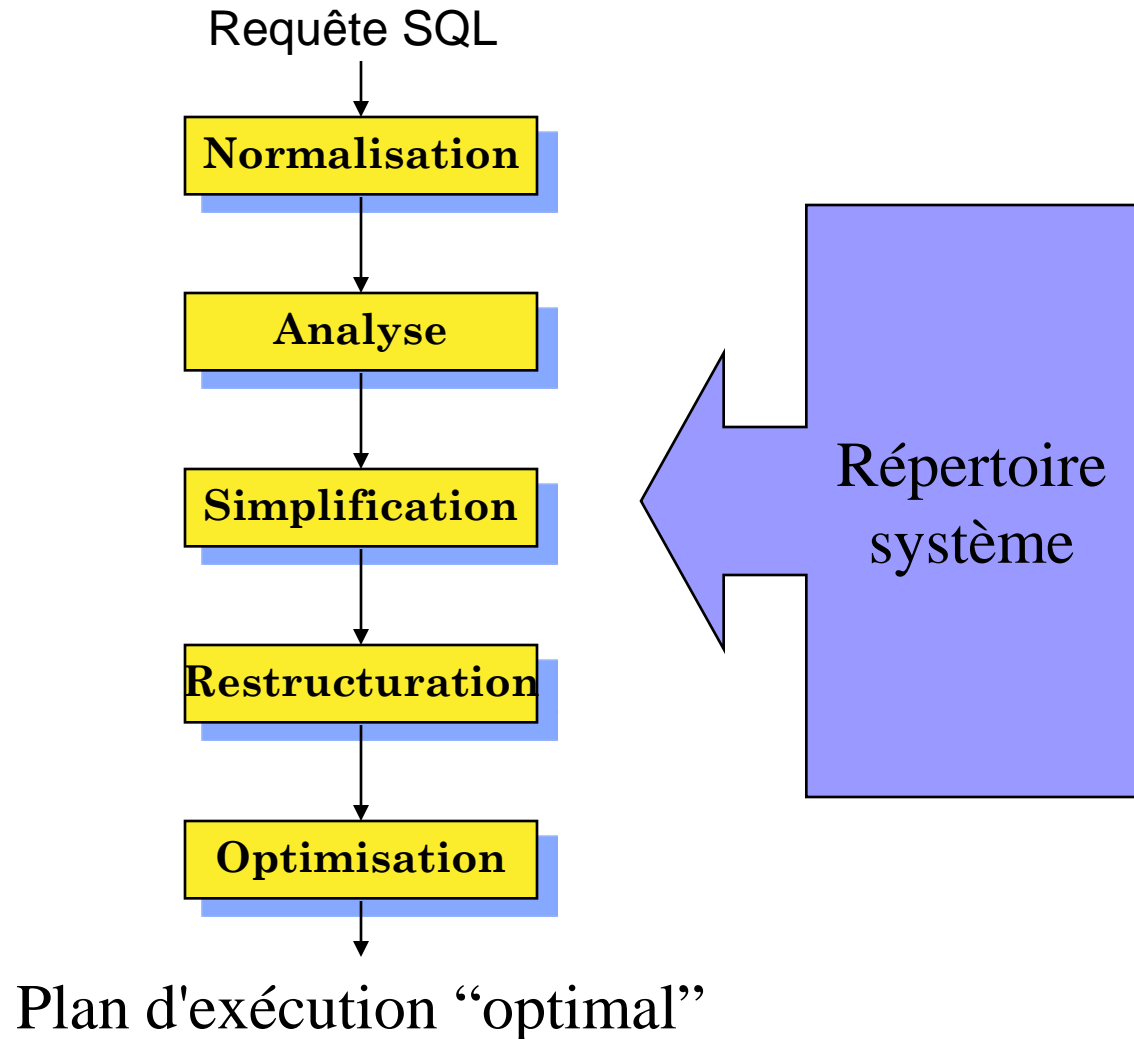 Requête SQL
Normalisation
Analyse
Simplification
Restructuration
Optimisation
Plan d'exécution “optimal”
Répertoire
système